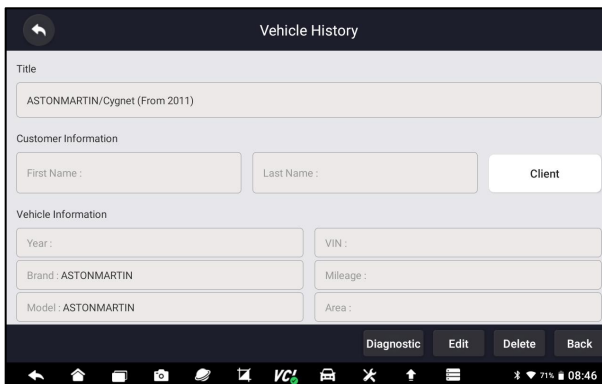 Vehicle History
Title
ASTONMARTIN/Cygnet (From 2011)
Customer Information
First Name :
Last Name :
Client
Vehicle Information
Year :
VIN :
Brand : ASTONMARTIN
Mileage :
Model : ASTONMARTIN
Area :
Diagnostic Edit Delete Back
VCI 71% 08:46